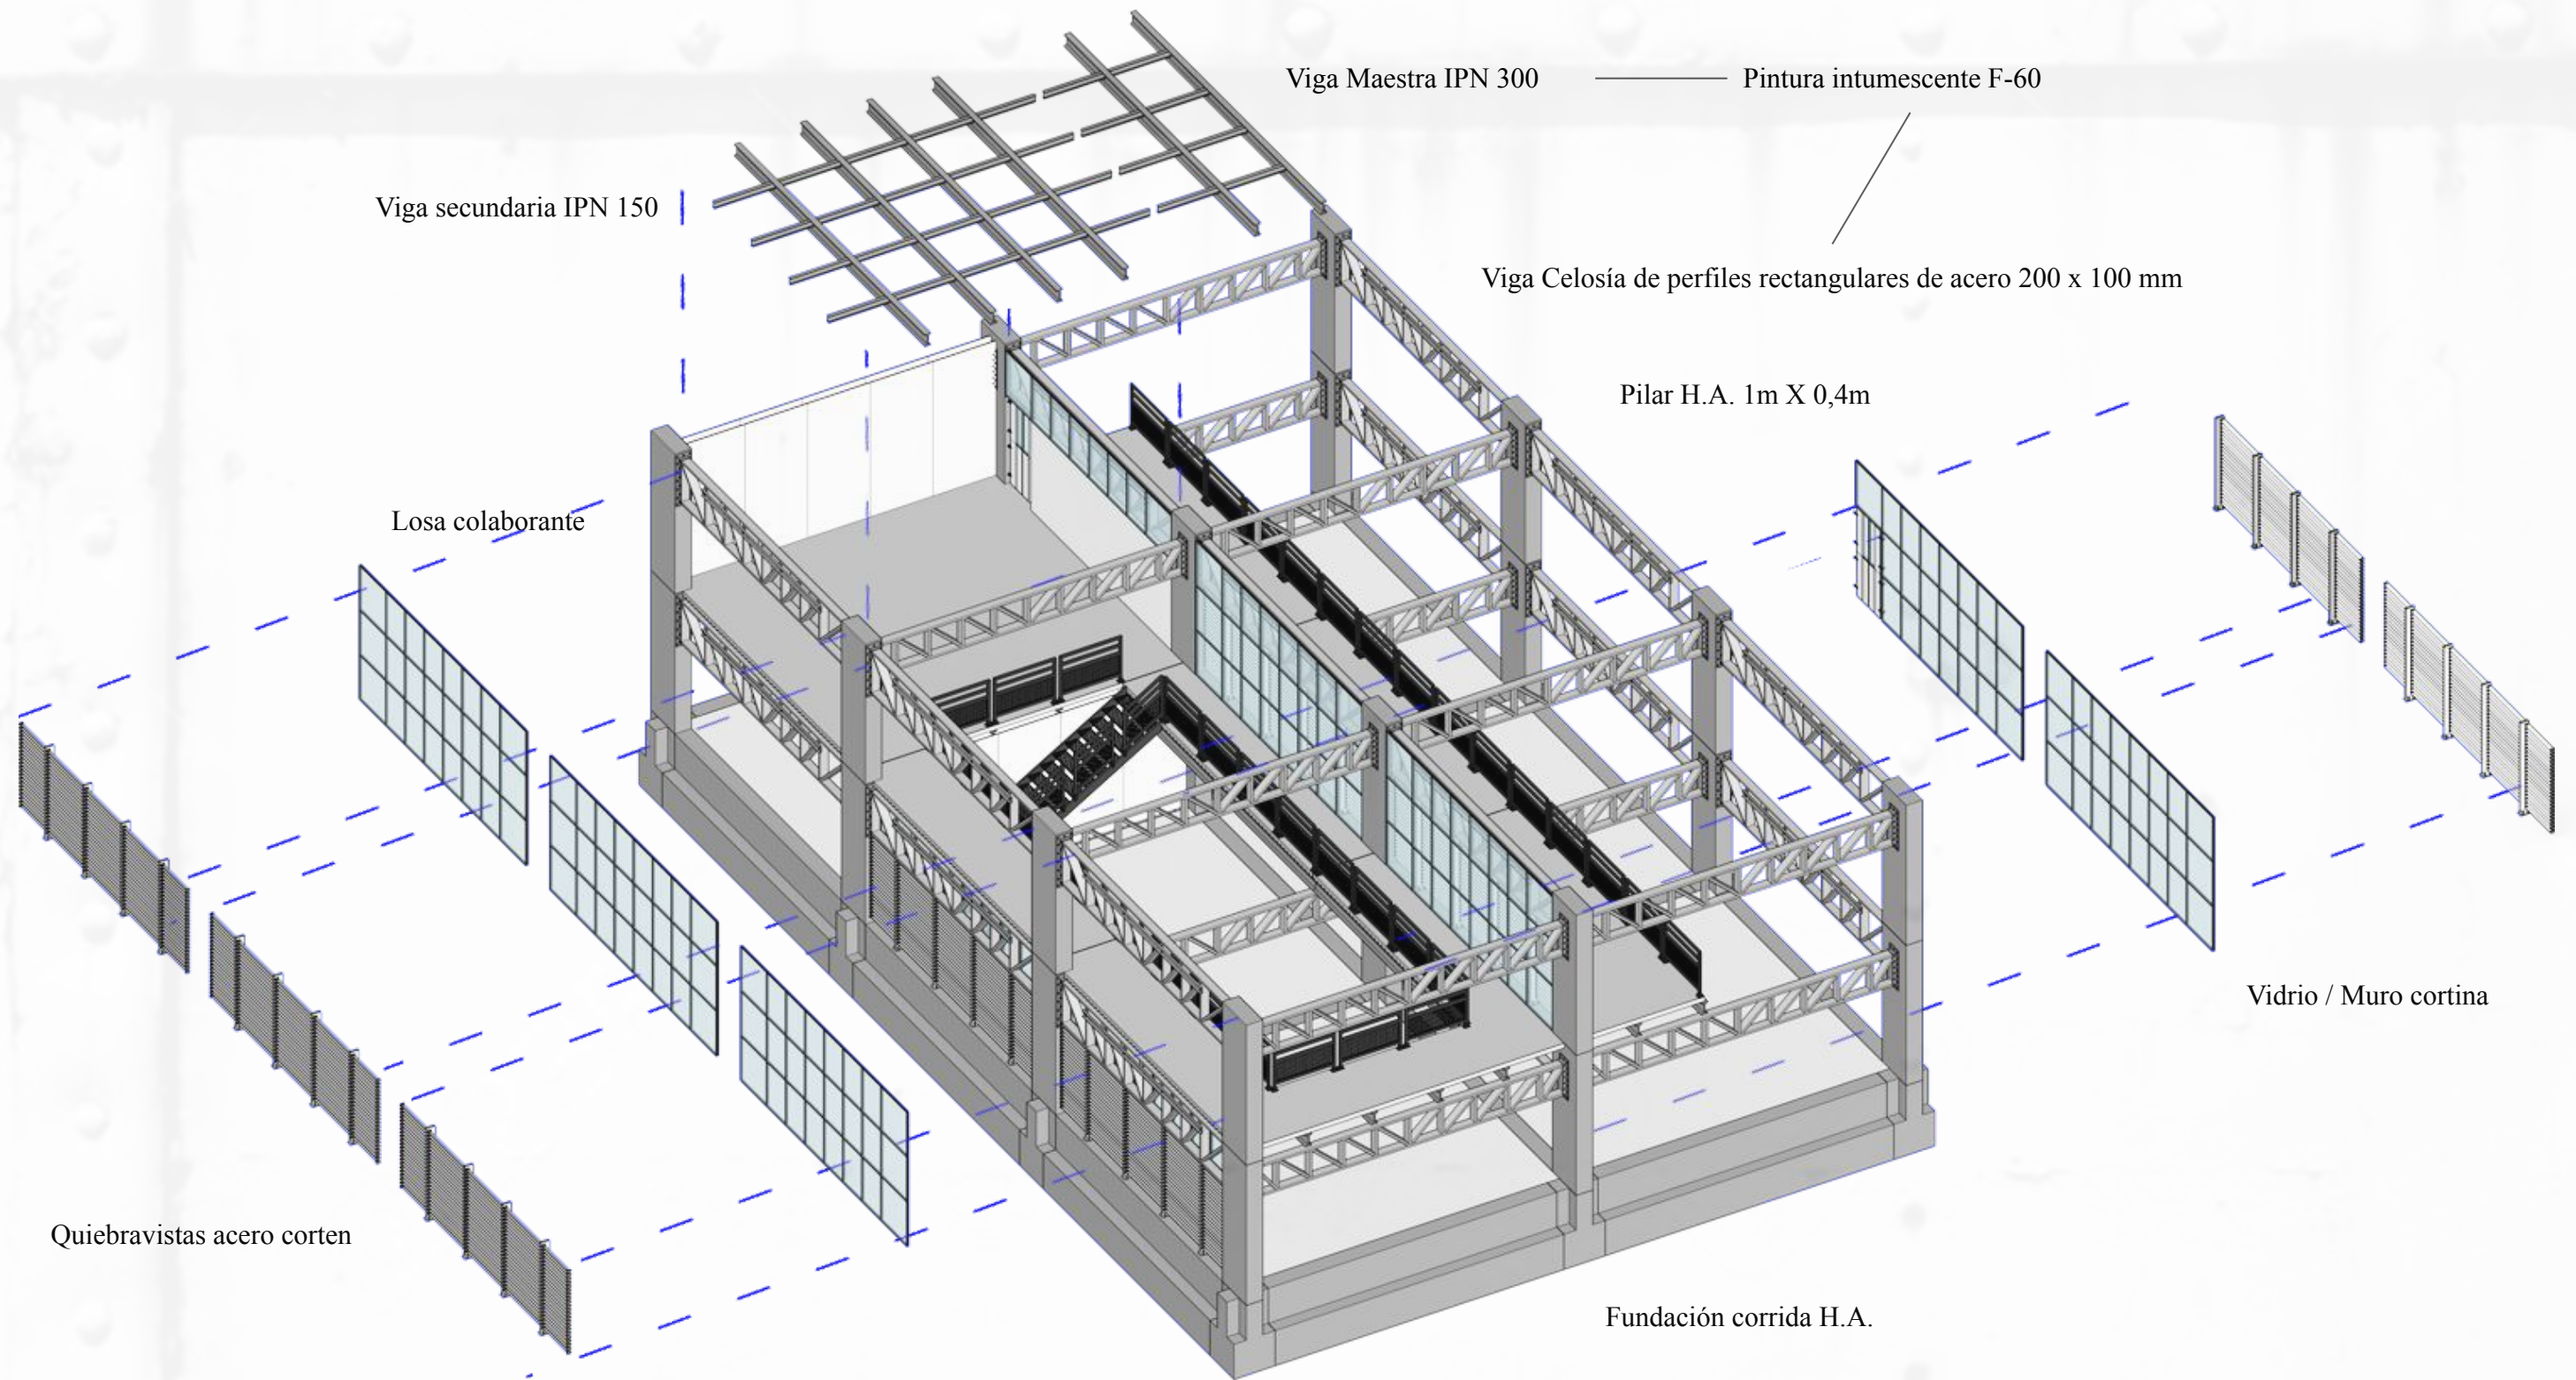 Viga Maestra IPN 300
Pintura intumescente F-60
Viga secundaria IPN 150
Viga Celosía de perfiles rectangulares de acero 200 x 100 mm
Pilar H.A. 1m X 0,4m
Losa colaborante
Vidrio / Muro cortina
Quiebravistas acero corten
Fundación corrida H.A.